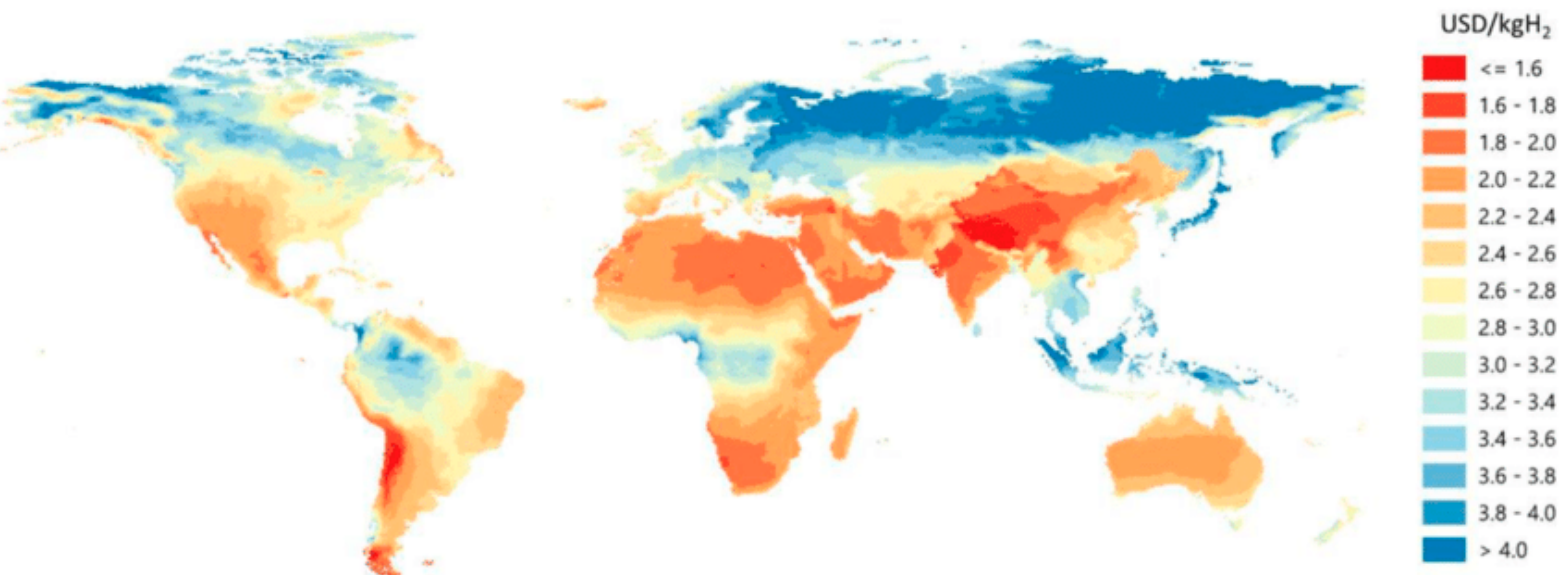 USD/kgH₂
<= 1.6
1.6 - 1.8
1.8 - 2.0
2.0 - 2.2
2.2 - 2.4
2.4 - 2.6
2.6 - 2.8
2.8 - 3.0
3.0 - 3.2
3.2 - 3.4
3.4 - 3.6
3.6 - 3.8
3.8 - 4.0
> 4.0